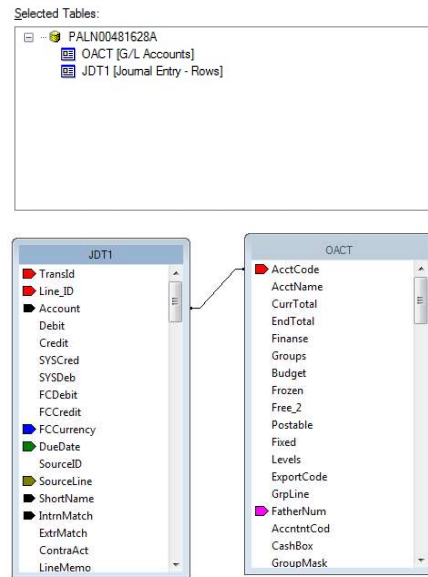 Selected Tables:
PALN00481628A
OACT [G/L Accounts]
JDT1 [Journal Entry - Rows]
JDT1
TransId
Line_ID
Account
Debit
Credit
SYSCred
SYSDeb
FCDebit
FCCredit
FCCurrency
DueDate
SourceID
SourceLine
ShortName
IntrnMatch
ExtrMatch
ContraAct
LineMemo
OACT
AcctCode
AcctName
CurrTotal
EndTotal
Finanse
Groups
Budget
Frozen
Free_2
Postable
Fixed
Levels
ExportCode
GrpLine
FatherNum
AccntntCod
CashBox
GroupMask